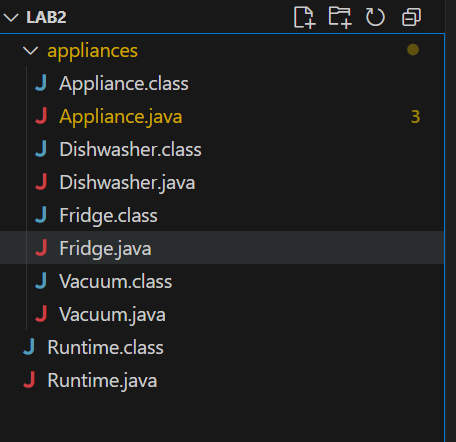 LAB2
appliances
J Appliance.class
J Appliance.java 3
J Dishwasher.class
J Dishwasher.java
J Fridge.class
J Fridge.java
J Vacuum.class
J Vacuum.java
J Runtime.class
J Runtime.java